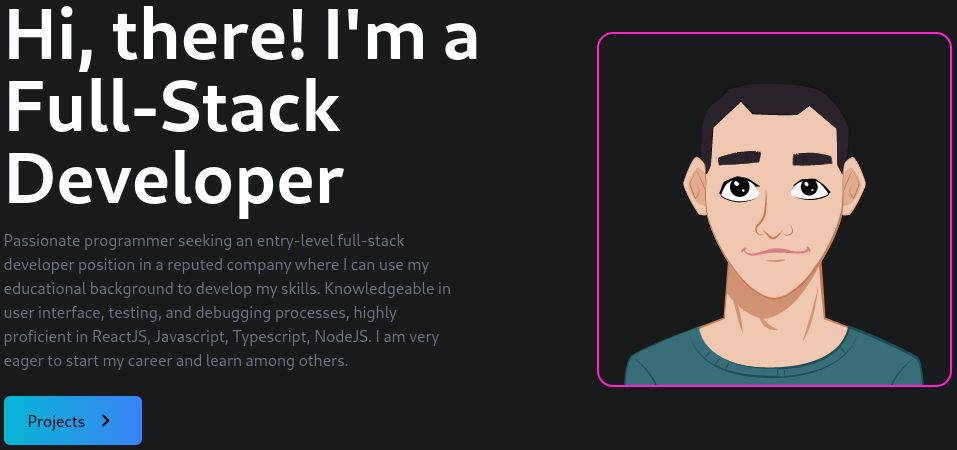 Hi, there! I'm a
Full-Stack
Developer
Passionate programmer seeking an entry-level full-stack
developer position in a reputed company where I can use my
educational background to develop my skills. Knowledgeable in
user interface, testing, and debugging processes, highly
proficient in ReactJS, Javascript, Typescript, NodeJS. I am very
eager to start my career and learn among others.
Projects